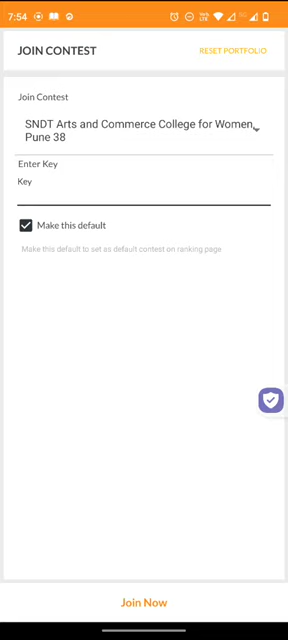 7:54
JOIN CONTEST
RESET PORTFOLIO
Join Contest
SNDT Arts and Commerce College for Women,
Pune 38
Enter Key
Key
Make this default
Make this default to set as default contest on ranking page
Join Now